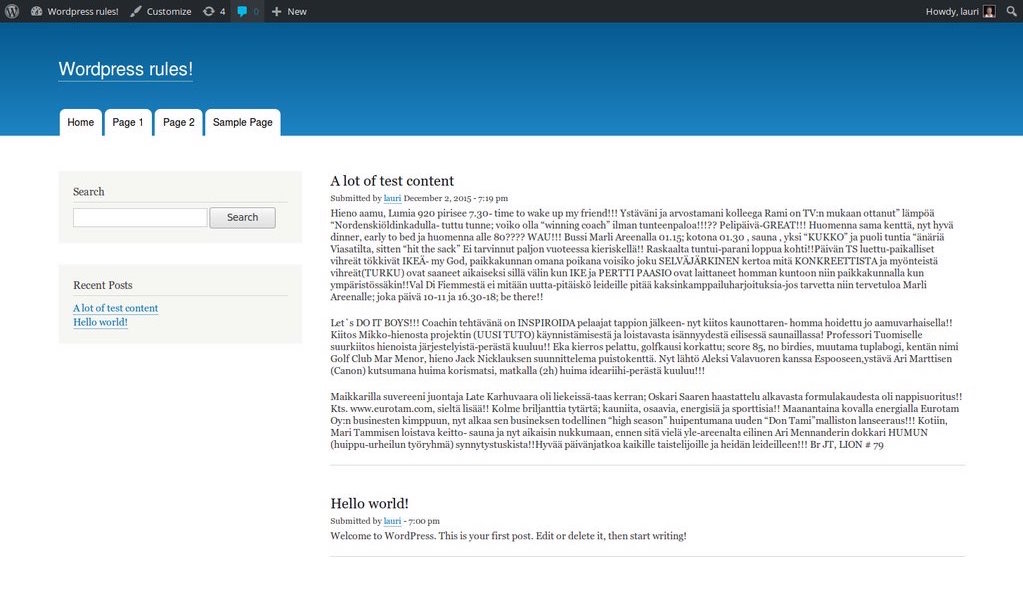 Wordpress rules! Customize 4 0 New Howdy, lauri
Wordpress rules!
Home Page 1 Page 2 Sample Page
Search
Search
Recent Posts
A lot of test content
Hello world!
A lot of test content
Submitted by lauri December 2, 2015 - 7:19 pm
Hieno aamu, Lumia 920 pirisee 7.30- time to wake up my friend!!! Ystäväni ja arvostamani kolleega Rami on TV:n mukaan ottanut” lämpöä
“Nordenskiöldinkadulla- tuttu tunne; voiko olla “winning coach” ilman tunteenpaloa!!!?? Pelipäivä-GREAT!!! Huomenna sama kenttä, nyt hyvä
dinner, early to bed ja huomenna alle 80???? WAU!!! Bussi Marli Areenalla 01.15; kotona 01.30 , sauna , yksi “KUKKO” ja puoli tuntia “änäriä
Viasatilta, sitten “hit the sack” Ei tarvinnut paljon vuoteessa kieriskellä!! Raskaalta tuntui-parani loppua kohti!!Päivän TS luettu-paikalliset
vihreät tökkivät IKEÄ- my God, paikkakunnan omana poikana voisiko joku SELVÄJÄRKINEN kertoa mitä KONKREETTISTA ja myönteistä
vihreät(TURKU) ovat saaneet aikaiseksi sillä välin kun IKE ja PERTTI PAASIO ovat laittaneet homman kuntoon niin paikkakunnalla kun
ympäristössäkin!!Val Di Fiemmestä ei mitään uutta-pitäiskö leideille pitää kaksinkamppailuharjoituksia-jos tarvetta niin tervetuloa Marli
Areenalle; joka päivä 10-11 ja 16.30-18; be there!!
Let`s DO IT BOYS!!! Coachin tehtävänä on INSPIROIDA pelaajat tappion jälkeen- nyt kiitos kaunottaren- homma hoidettu jo aamuvarhaisella!!
Kiitos Mikko-hienosta projektin (UUSI TUTO) käynnistämisestä ja loistavasta isännyydestä eilisessä saunaillassa! Professori Tuomiselle
suurkiitos hienoista järjestelyistä-perästä kuuluu!! Eka kierros pelattu, golfkausi korkattu; score 85, no birdies, muutama tuplabogi, kentän nimi
Golf Club Mar Menor, hieno Jack Nicklauksen suunnittelema puistokenttä. Nyt lähtö Aleksi Valavuoren kanssa Espooseen,ystävä Ari Marttisen
(Canon) kutsumana huima korismatsi, matkalla (2h) huima ideariihi-perästä kuuluu!!!
Maikkarilla suvereeni juontaja Late Karhuvaara oli liekeissä-taas kerran; Oskari Saaren haastattelu alkavasta formulakaudesta oli nappisuoritus!!
Kts. www.eurotam.com, sieltä lisää!! Kolme briljanttia tytärtä; kauniita, osaavia, energisiä ja sporttisia!! Maanantaina kovalla energialla Eurotam
Oy:n businesten kimppuun, nyt alkaa sen busineksen todellinen “high season” huipentumana uuden “Don Tami”malliston lanseeraus!!! Kotiin,
Mari Tammisen loistava keitto- sauna ja nyt aikaisin nukkumaan, ennen sitä vielä yle-areenalta eilinen Ari Mennanderin dokkari HUMUN
(huippu-urheilun työryhmä) synnytystuskista!!Hyvää päivänjatkoa kaikille taistelijoille ja heidän leideilleen!!! Br JT, LION # 79
Hello world!
Submitted by lauri - 7:00 pm
Welcome to WordPress. This is your first post. Edit or delete it, then start writing!